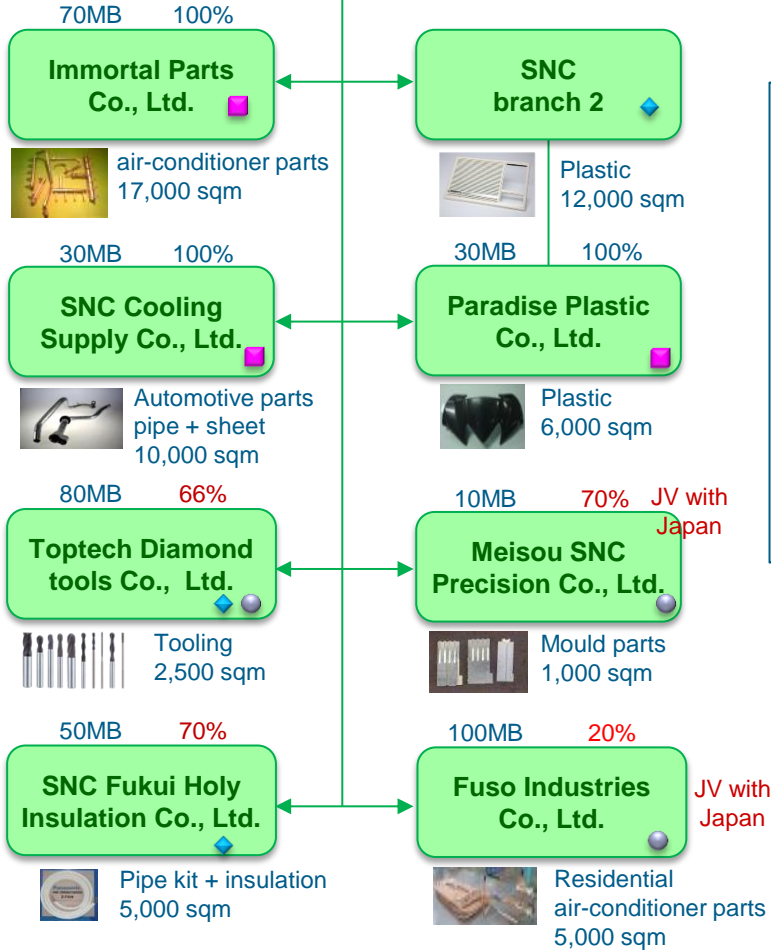 70MB 100%
Immortal Parts
Co., Ltd.
air-conditioner parts
17,000 sqm
SNC
branch 2
Plastic
12,000 sqm
30MB 100%
SNC Cooling
Supply Co., Ltd.
Automotive parts
pipe + sheet
10,000 sqm
30MB 100%
Paradise Plastic
Co., Ltd.
Plastic
6,000 sqm
80MB 66%
Toptech Diamond
tools Co., Ltd.
Tooling
2,500 sqm
10MB 70% JV with
Japan
Meisou SNC
Precision Co., Ltd.
Mould parts
1,000 sqm
50MB 70%
SNC Fukui Holy
Insulation Co., Ltd.
Pipe kit + insulation
5,000 sqm
100MB 20%
Fuso Industries
Co., Ltd.
JV with
Japan
Residential
air-conditioner parts
5,000 sqm